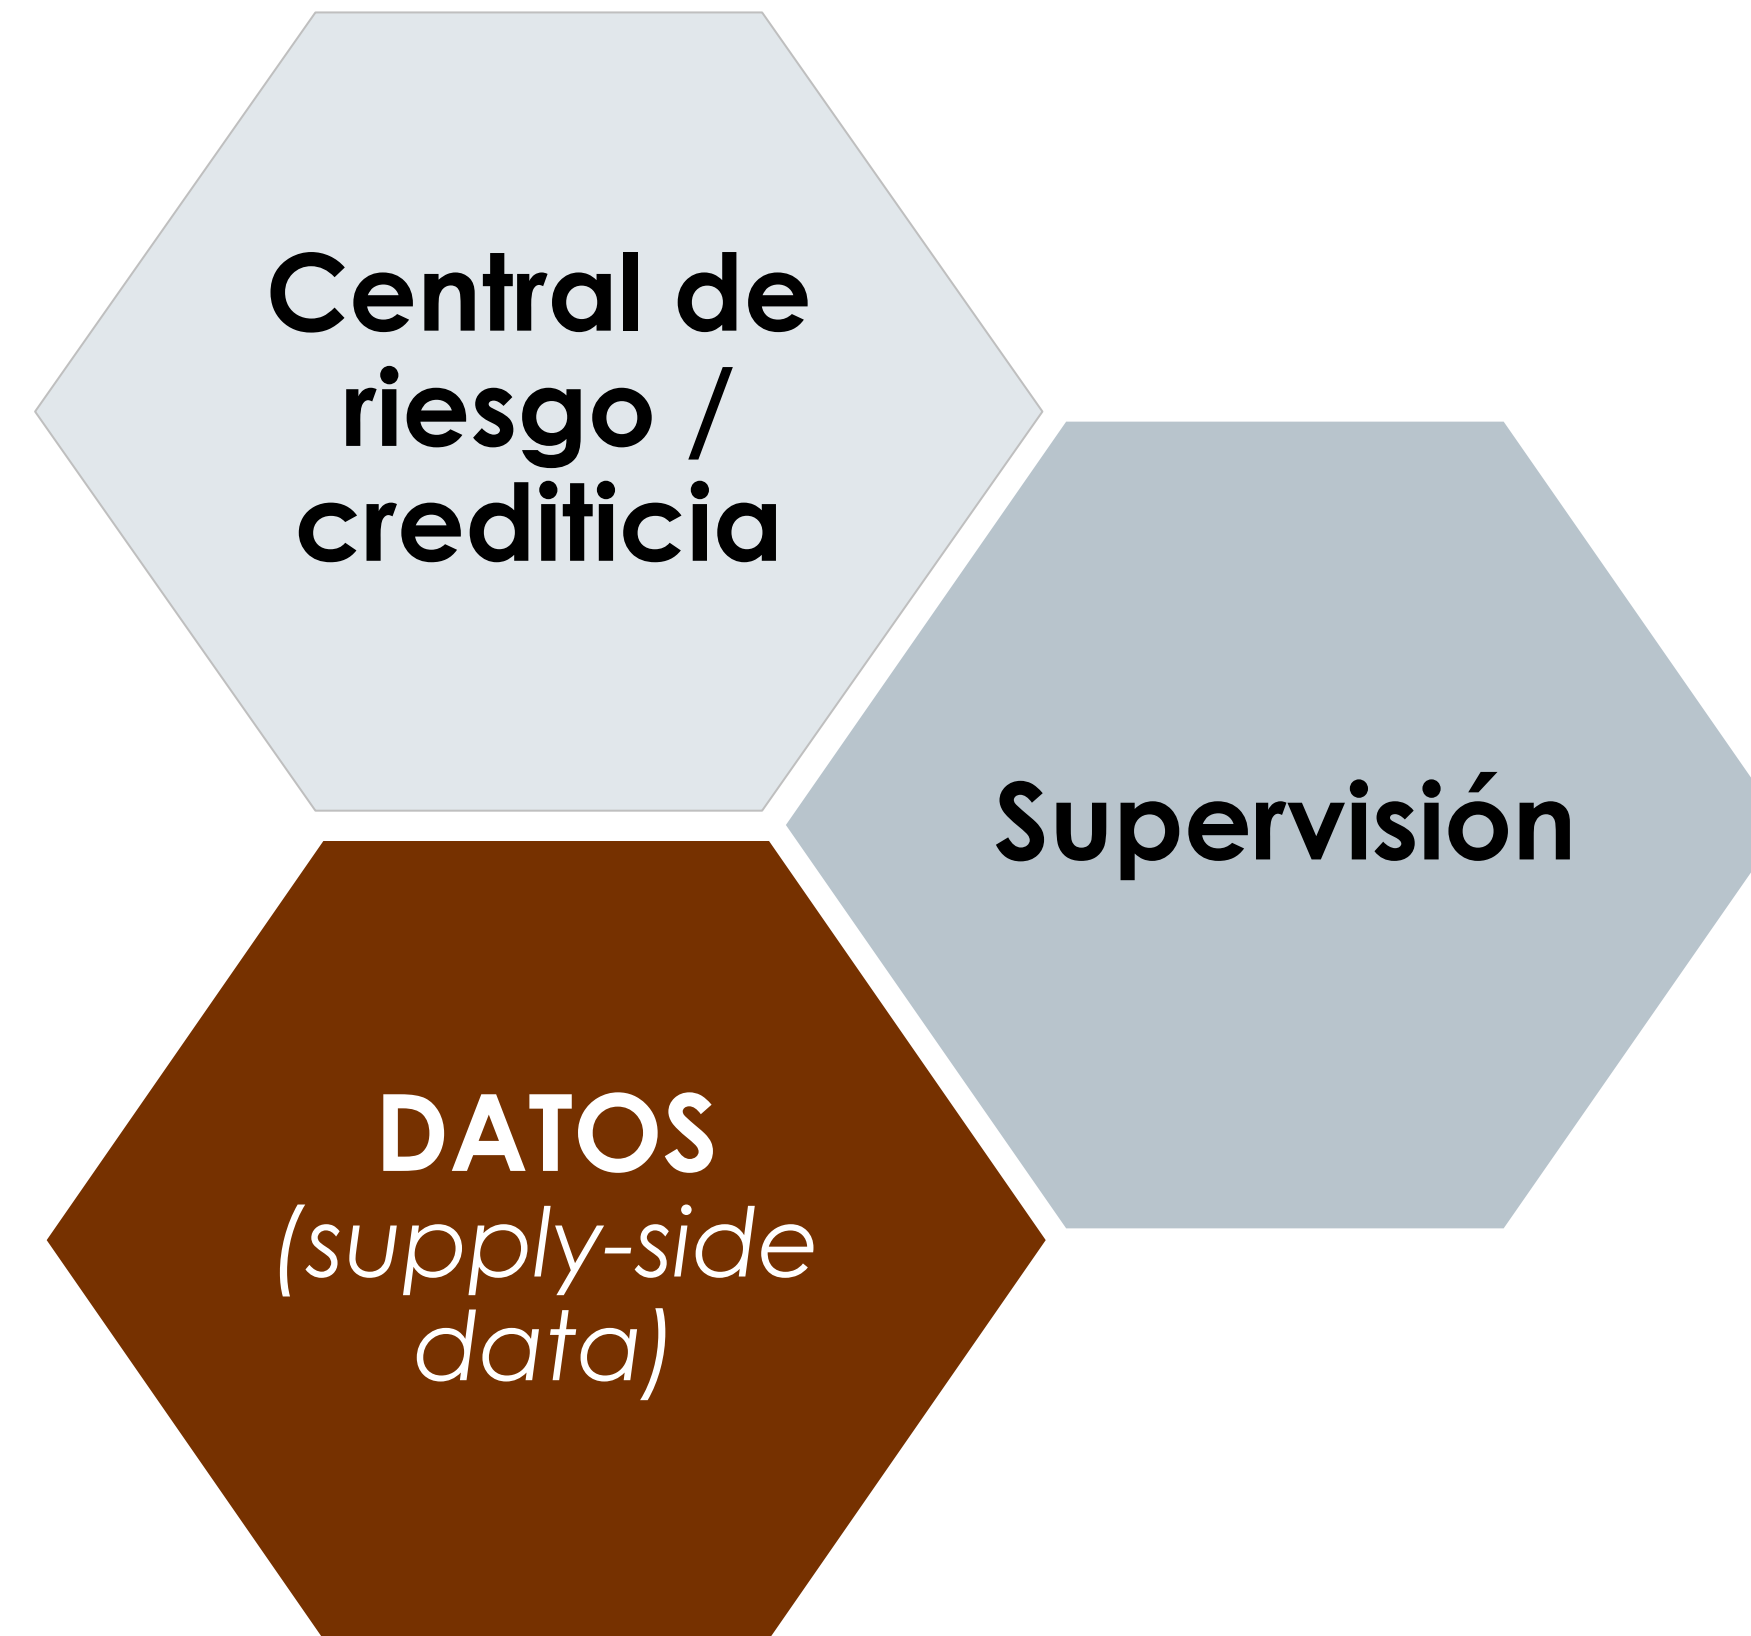 Central de
riesgo /
crediticia
Supervisión
DATOS
(supply-side
data)